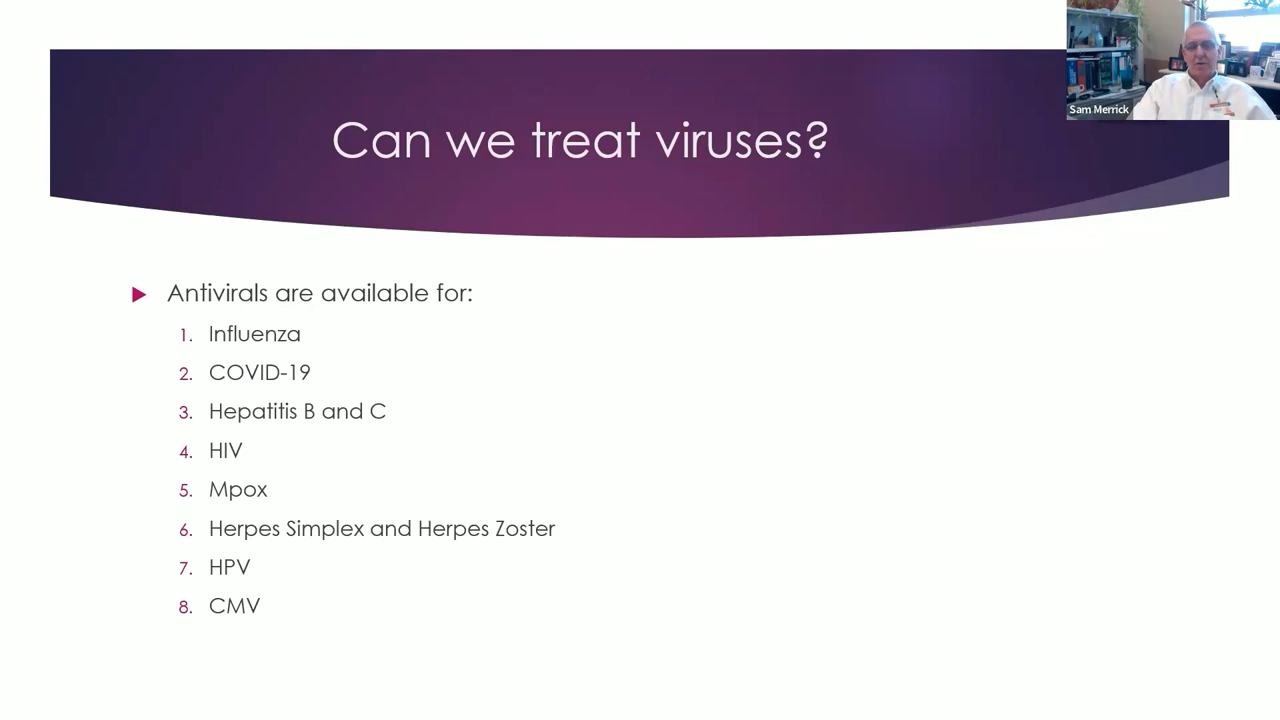 Sam Merrick
Can we treat viruses?
Antivirals are available for:
1. Influenza
2. COVID-19
3. Hepatitis B and C
4. HIV
5. Mpox
6. Herpes Simplex and Herpes Zoster
7. HPV
8. CMV